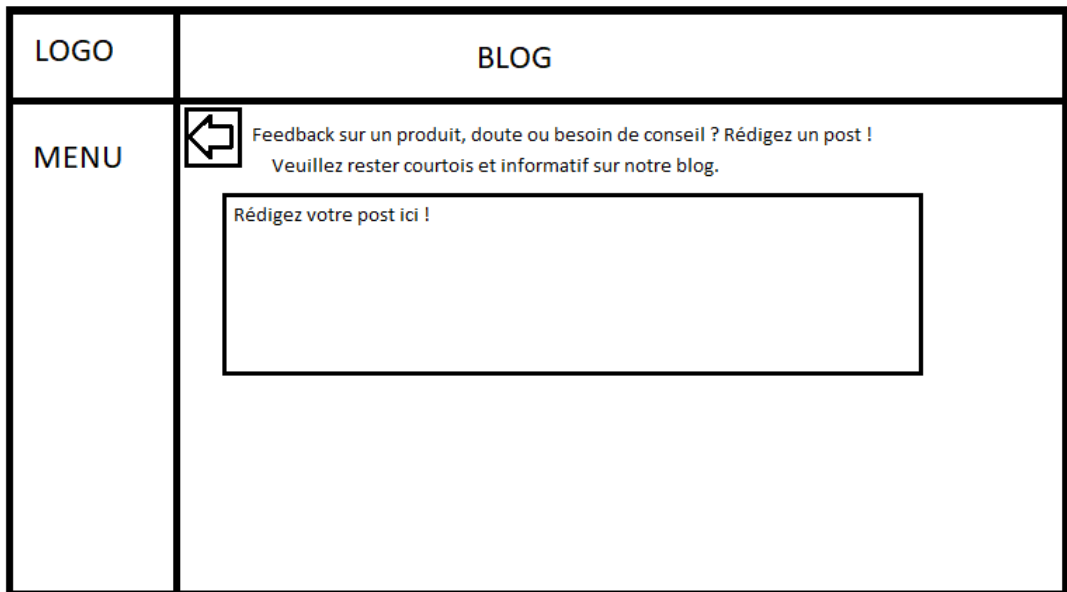 LOGO
BLOG
MENU
Feedback sur un produit, doute ou besoin de conseil ? Rédigez un post !
Veuillez rester courtois et informatif sur notre blog.
Rédigez votre post ici !